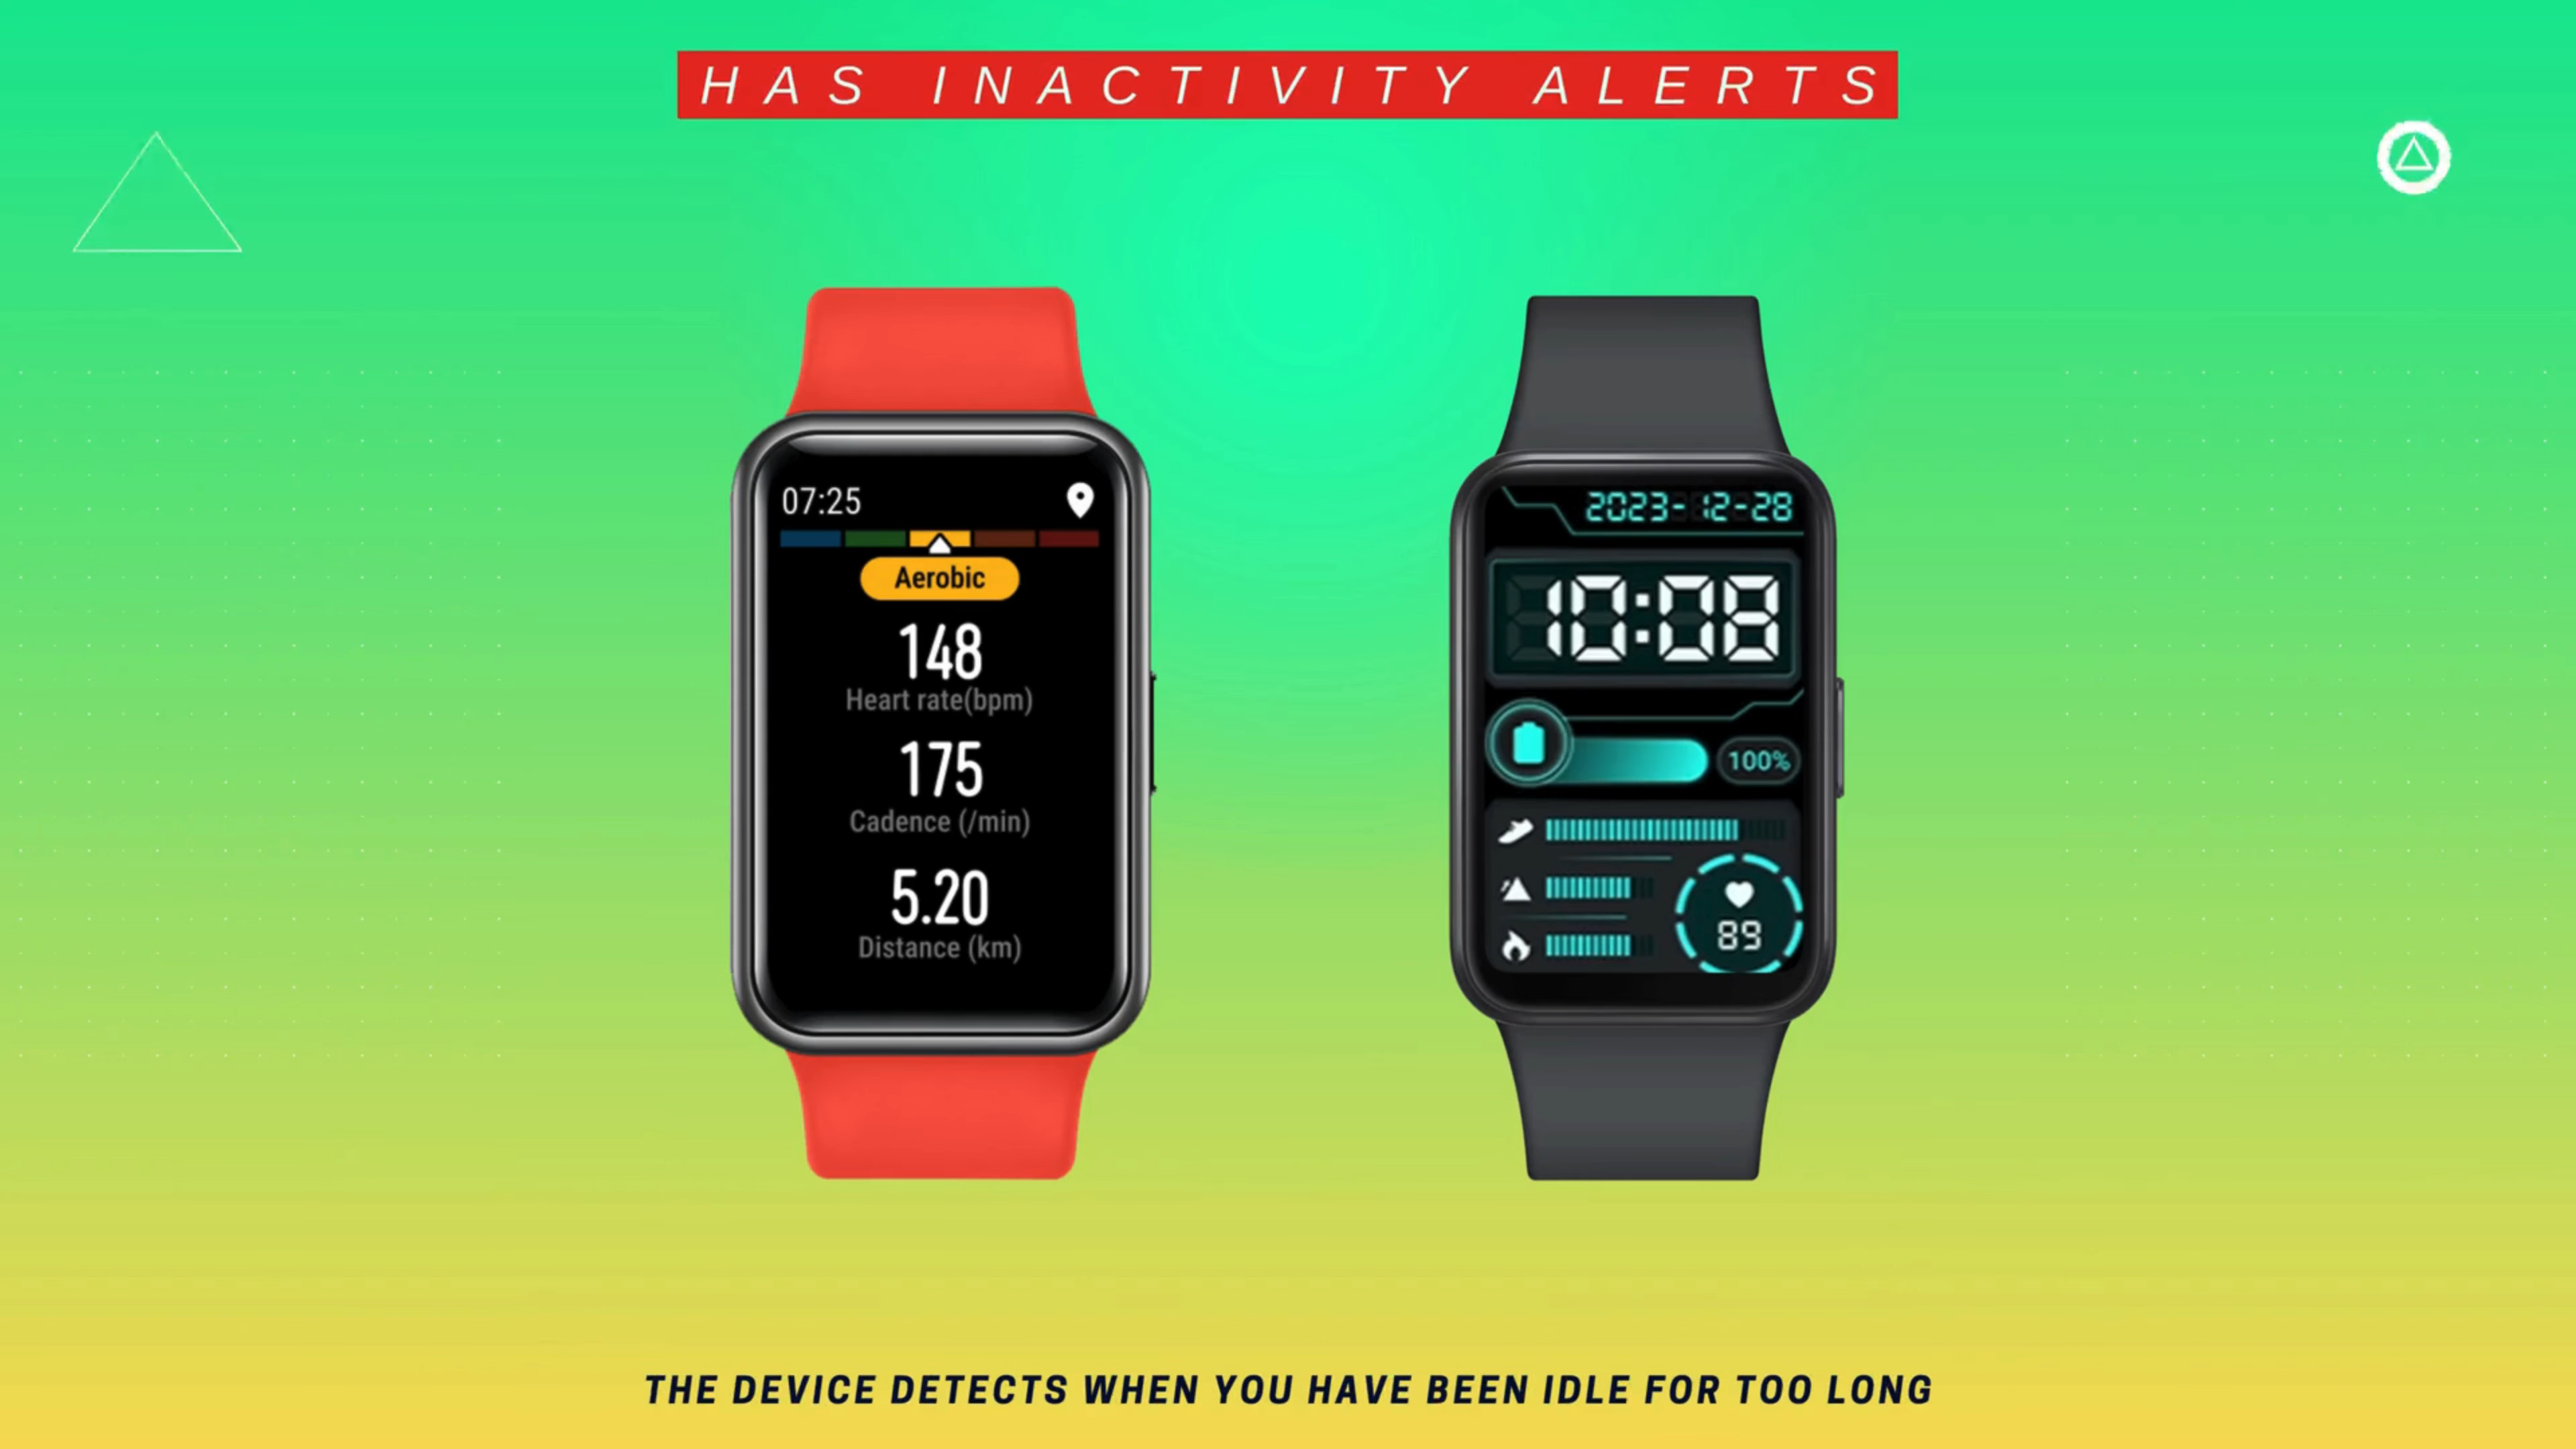 HAS INACTIVITY ALERTS
07:25
Aerobic
148
Heart rate(bpm)
175
Cadence (/min)
5.20
Distance (km)
2023-12-28
10:08
100%
89
THE DEVICE DETECTS WHEN YOU HAVE BEEN IDLE FOR TOO LONG